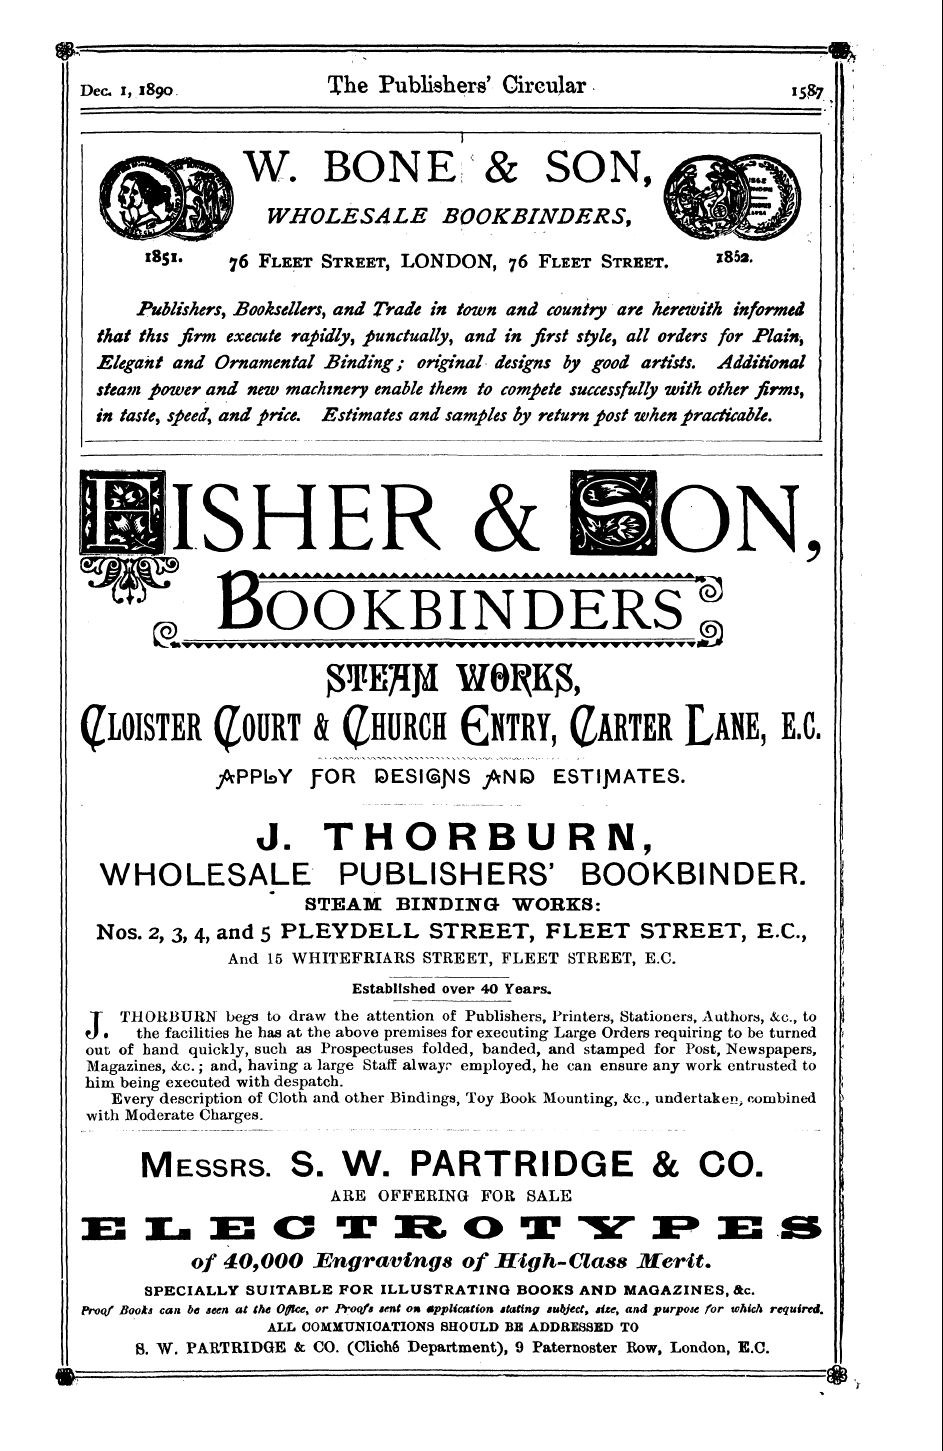 Dec. 1, 1890
The Publishers' Circular
1587
W. BONE & SON,
WHOLESALE BOOKBINDERS,
1851.
1862.
76 FLEET STREET, LONDON, 76 FLEET STREET.
Publishers, Booksellers, and Trade in town and country are herewith informed
that this firm execute rapidly, punctually, and in first style, all orders for Plain,
Elegant and Ornamental Binding; original designs by good artists. Additional
steam power and new machinery enable them to compete successfully with other firms,
in taste, speed, and price. Estimates and samples by return post when practicable.
FISHER & SON,
BOOKBINDERS
STEAM WORKS,
CLOISTER COURT & CHURCH ENTRY, CARTER LANE, E.C.
APPLY FOR DESIGNS AND ESTIMATES.
J. THORBURN,
WHOLESALE PUBLISHERS' BOOKBINDER.
STEAM BINDING WORKS:
Nos. 2, 3, 4, and 5 PLEYDELL STREET, FLEET STREET, E.C.,
And 15 WHITEFRIARS STREET, FLEET STREET, E.C.
Established over 40 Years.
J. THORBURN begs to draw the attention of Publishers, Printers, Stationers, Authors, &c., to
the facilities he has at the above premises for executing Large Orders requiring to be turned
out of hand quickly, such as Prospectuses folded, banded, and stamped for Post, Newspapers,
Magazines, &c.; and, having a large Staff always employed, he can ensure any work entrusted to
him being executed with despatch.
Every description of Cloth and other Bindings, Toy Book Mounting, &c., undertaken, combined
with Moderate Charges.
MESSRS. S. W. PARTRIDGE & CO.
ARE OFFERING FOR SALE
ELECTROTYPES
of 40,000 Engravings of High-Class Merit.
SPECIALLY SUITABLE FOR ILLUSTRATING BOOKS AND MAGAZINES, &c.
Proof Books can be seen at the Office, or Proofs sent on application stating subject, size, and purpose for which required.
ALL COMMUNICATIONS SHOULD BE ADDRESSED TO
S. W. PARTRIDGE & CO. (Cliché Department), 9 Paternoster Row, London, E.C.